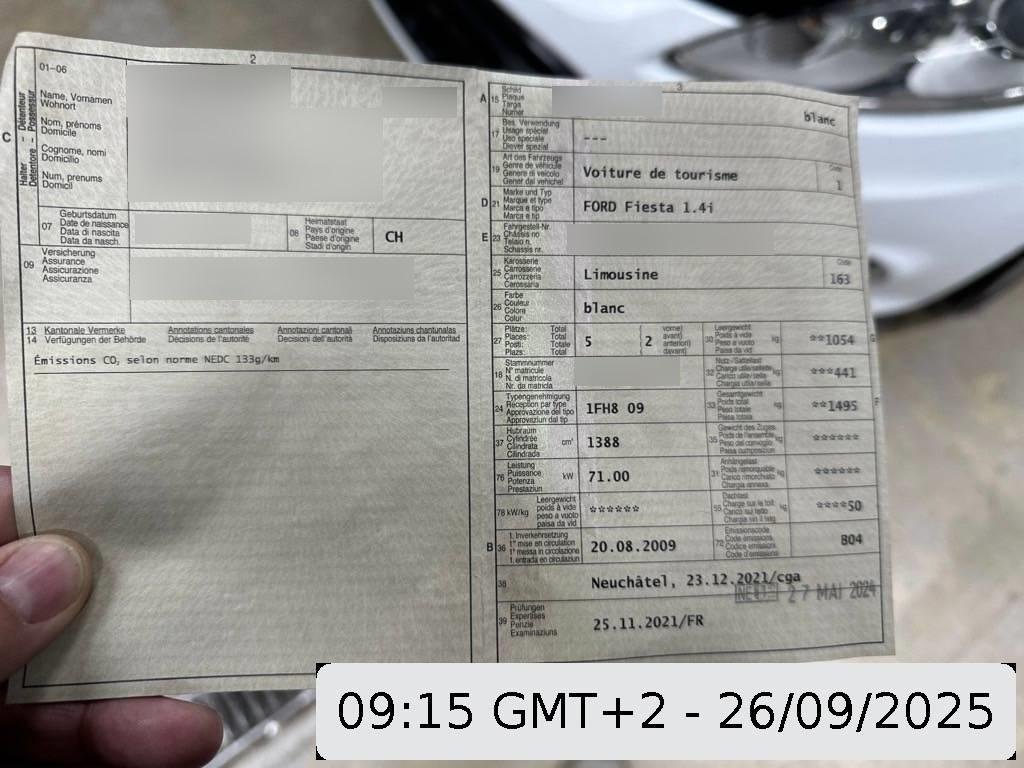 2
01-06
C
Halter - Détenteur
Detentore - Possessur
Name, Vornamen
Wohnort
Nom, prénoms
Domicile
Cognome, nomi
Domicilio
Num, prenums
Domicil
07
Geburtsdatum
Date de naissance
Data di nascita
Data da nasch.
08
Heimatstaat
Pays d'origine
Paese d'origine
Stadi d'origin
CH
09
Versicherung
Assurance
Assicurazione
Assicuranza
13 Kantonale Vermerke Annotations cantonales Annotazioni cantonali Annotaziuns chantunalas
14 Verfügungen der Behörde Décisions de l'autorité Decisioni dell'autorità Disposiziuns da l'autoritad
Émissions CO₂ selon norme NEDC 133g/km
3
A 15
Schild
Plaque
Targa
Numer
blanc
17
Bes. Verwendung
Usage spécial
Uso speciale
Diever spezial
---
19
Art des Fahrzeugs
Genre de véhicule
Genere di veicolo
Gener dal vehichel
Voiture de tourisme
Code
1
D 21
Marke und Typ
Marque et type
Marca e tipo
Marca e tip
FORD Fiesta 1.4i
E 23
Fahrgestell-Nr.
Châssis no
Telaio n.
Schassis nr.
25
Karosserie
Carrosserie
Carrozzeria
Carossaria
Limousine
Code
163
26
Farbe
Couleur
Colore
Colur
blanc
27
Plätze: Total
Places: Total
Posti: Totale
Plazs: Total
5
2
vorne)
avant)
anteriori)
davant)
30
Leergewicht
Poids à vide
Peso a vuoto
Paisa da vid
kg
**1054
G
18
Stammnummer
N° matricule
N. di matricola
Nr. da matricla
32
Nutz-/Sattellast
Charge utile/sellette
Carico utile/sella
Chargia utila/sella
kg
***441
24
Typengenehmigung
Réception par type
Approvazione del tipo
Approvaziun dal tip
1FH8 09
33
Gesamtgewicht
Poids total
Peso totale
Paisa totala
kg
**1495
F
37
Hubraum
Cylindrée
Cilindrata
Cilindrada
cm³
1388
35
Gewicht des Zuges
Poids de l'ensemble
Peso del convoglio
Paisa cumposiziun
kg
******
76
Leistung
Puissance
Potenza
Prestaziun
kW
71.00
31
Anhängelast
Poids remorquable
Carico rimorchiato
Chargia annexa
kg
******
78 kW/kg
Leergewicht
poids à vide
peso a vuoto
paisa da vid
******
55
Dachlast
Charge sur le toit
Carico sul tetto
Chargia sin il tetg
kg
****50
B 36
1. Inverkehrsetzung
1re mise en circulation
1a messa in circolazione
1. entrada en circulaziun
20.08.2009
72
Emissionscode
Code émissions
Codice emissioni
Code d'emissiuns
B04
38
Neuchâtel, 23.12.2021/cga
27 MAI 2024
39
Prüfungen
Expertises
Perizie
Examinaziuns
25.11.2021/FR
09:15 GMT+2 - 26/09/2025